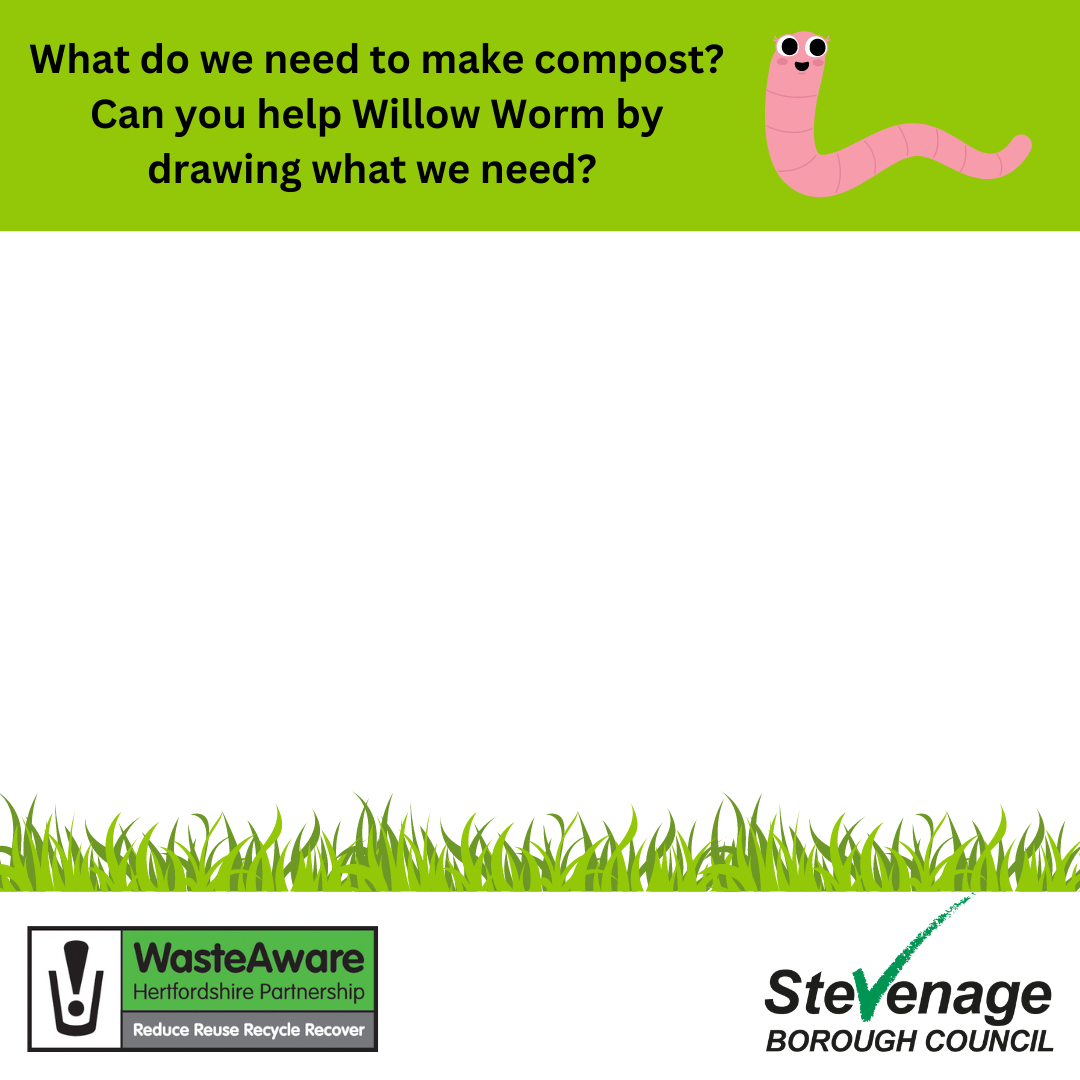 What do we need to make compost?
Can you help Willow Worm by
drawing what we need?
WasteAware
Hertfordshire Partnership
Reduce Reuse Recycle Recover
Stevenage
BOROUGH COUNCIL